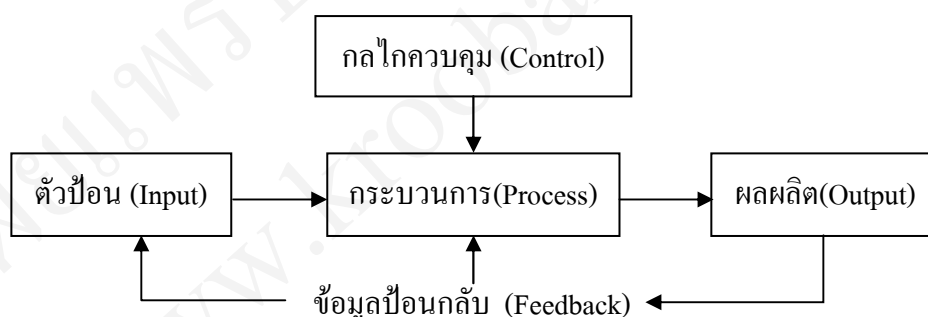 กลไกควบคุม (Control)
ตัวป้อน (Input)
กระบวนการ(Process)
ผลผลิต(Output)
ข้อมูลป้อนกลับ (Feedback)